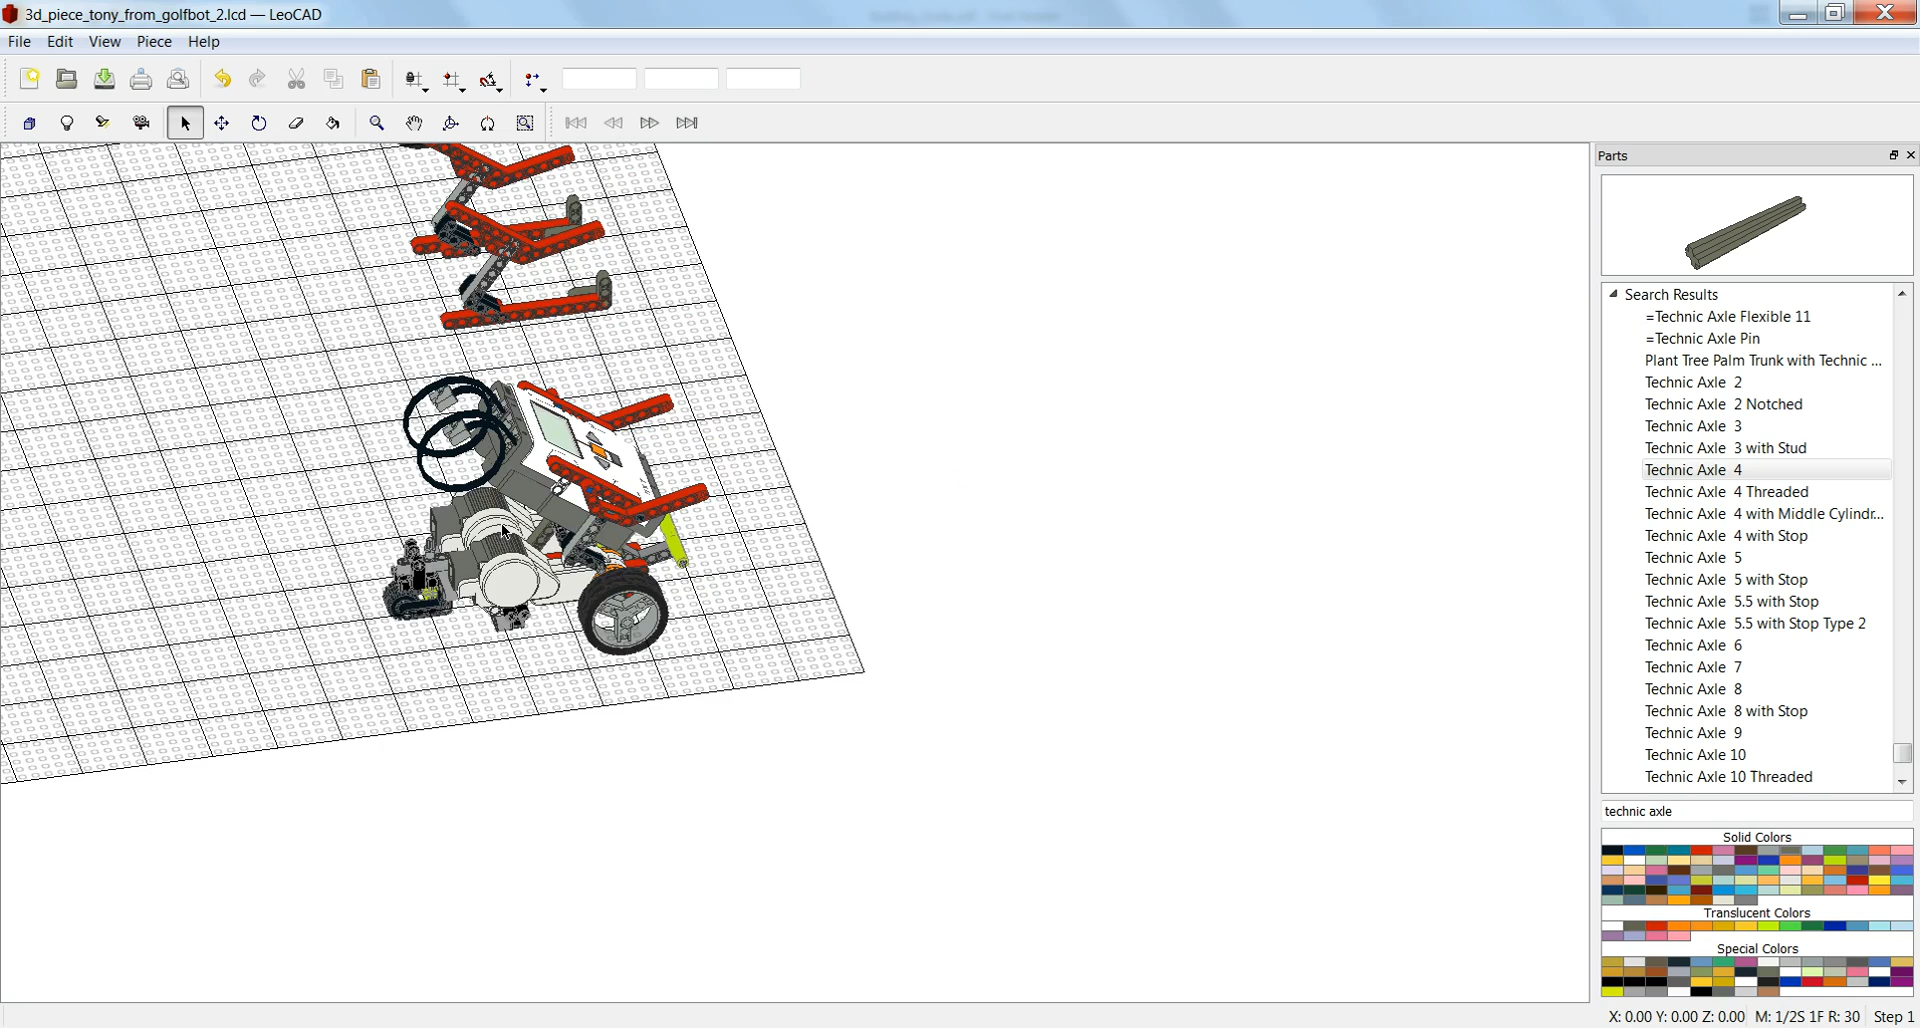 3d_piece_tony_from_golfbot_2.lcd — LeoCAD
File Edit View Piece Help
Parts
Search Results
=Technic Axle Flexible 11
=Technic Axle Pin
Plant Tree Palm Trunk with Technic ...
Technic Axle 2
Technic Axle 2 Notched
Technic Axle 3
Technic Axle 3 with Stud
Technic Axle 4
Technic Axle 4 Threaded
Technic Axle 4 with Middle Cylindr...
Technic Axle 4 with Stop
Technic Axle 5
Technic Axle 5 with Stop
Technic Axle 5.5 with Stop
Technic Axle 5.5 with Stop Type 2
Technic Axle 6
Technic Axle 7
Technic Axle 8
Technic Axle 8 with Stop
Technic Axle 9
Technic Axle 10
Technic Axle 10 Threaded
technic axle
Solid Colors
Translucent Colors
Special Colors
X: 0.00 Y: 0.00 Z: 0.00 M: 1/2S 1F R: 30 Step 1